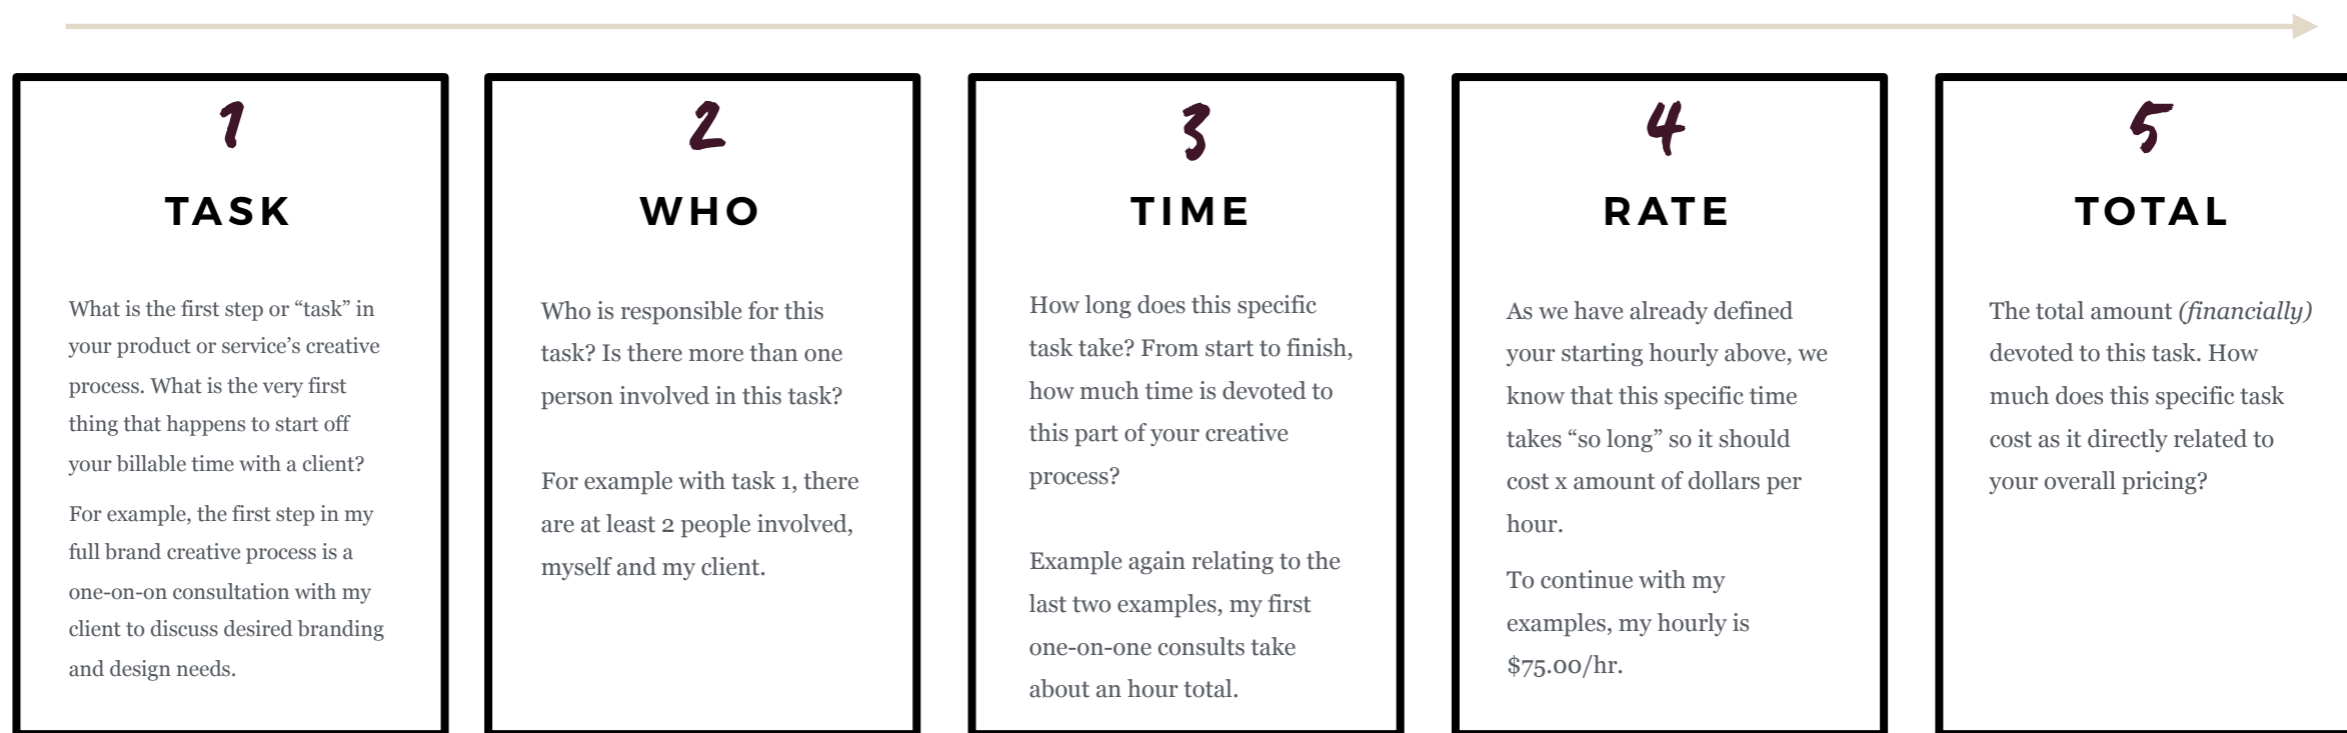 1
TASK
What is the first step or “task” in
your product or service’s creative
process. What is the very first
thing that happens to start off
your billable time with a client?
For example, the first step in my
full brand creative process is a
one-on-on consultation with my
client to discuss desired branding
and design needs.
2
WHO
Who is responsible for this
task? Is there more than one
person involved in this task?
For example with task 1, there
are at least 2 people involved,
myself and my client.
3
TIME
How long does this specific
task take? From start to finish,
how much time is devoted to
this part of your creative
process?
Example again relating to the
last two examples, my first
one-on-one consults take
about an hour total.
4
RATE
As we have already defined
your starting hourly above, we
know that this specific time
takes “so long” so it should
cost x amount of dollars per
hour.
To continue with my
examples, my hourly is
$75.00/hr.
5
TOTAL
The total amount (financially)
devoted to this task. How
much does this specific task
cost as it directly related to
your overall pricing?